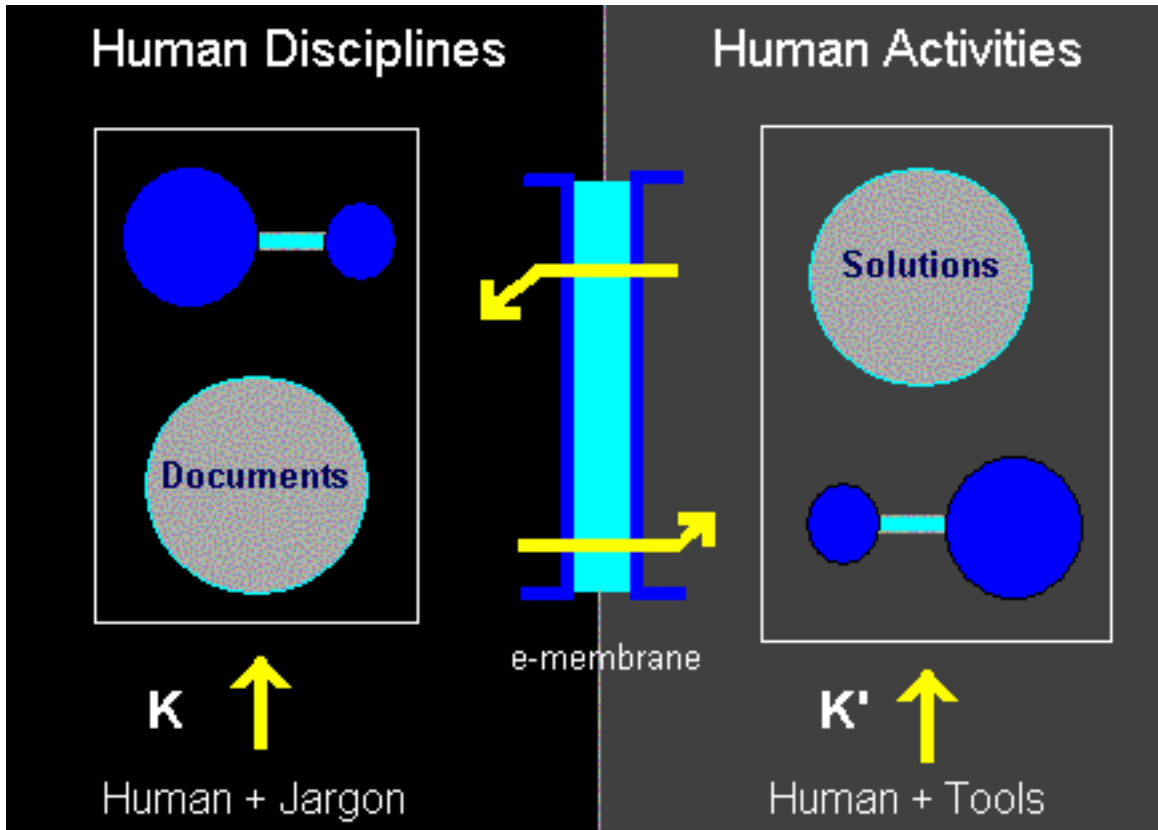 Human Disciplines
Human Activities
Solutions
Documents
e-membrane
K
K'
Human + Jargon
Human + Tools